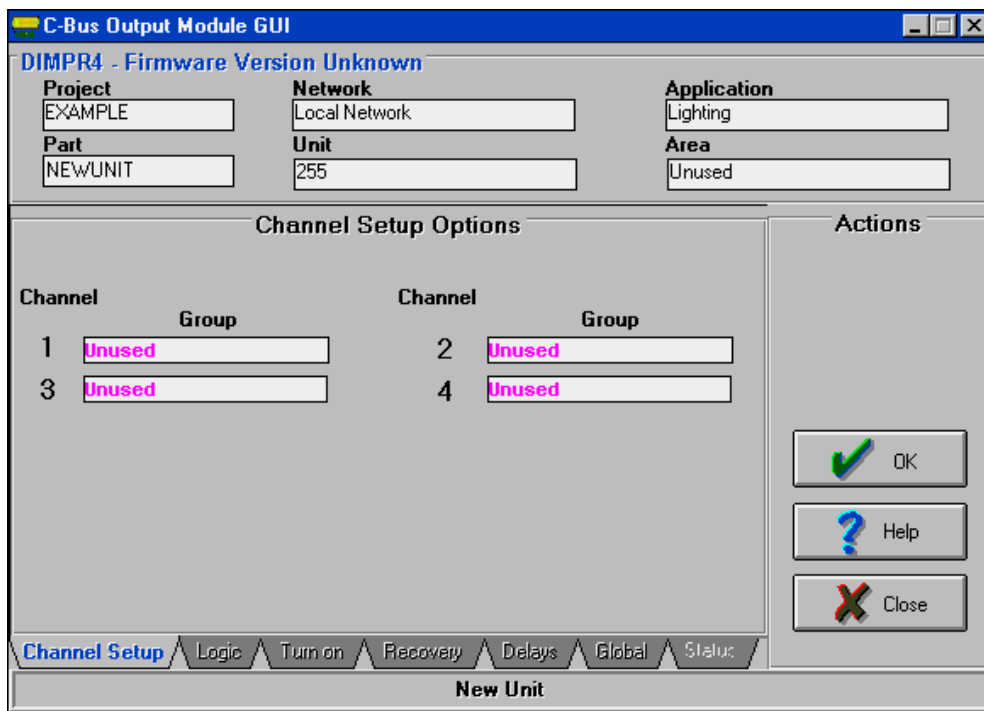 C-Bus Output Module GUI
DIMPR4 - Firmware Version Unknown
Project Network Application
EXAMPLE Local Network Lighting
Part Unit Area
NEWUNIT 255 Unused
Channel Setup Options
Actions
Channel Channel
Group Group
1 Unused 2 Unused
3 Unused 4 Unused
OK
Help
Close
Channel Setup Logic Turn on Recovery Delays Global Status
New Unit